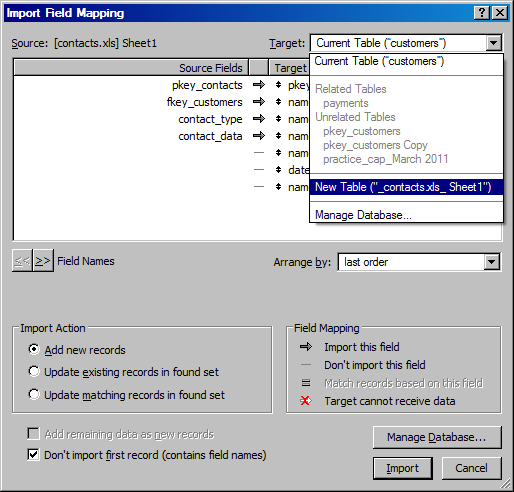 Import Field Mapping
Source: [contacts.xls] Sheet1
Target: Current Table ("customers")
Current Table ("customers")
Related Tables
payments
Unrelated Tables
pkey_customers
pkey_customers Copy
practice_cap_March 2011
New Table ("_contacts.xls_ Sheet1")
Manage Database...
Source Fields Target
pkey_contacts pkey
fkey_customers name
contact_type name
contact_data name
name
date
name
<< >> Field Names
Arrange by: last order
Import Action
Add new records
Update existing records in found set
Update matching records in found set
Field Mapping
Import this field
Don't import this field
Match records based on this field
Target cannot receive data
Add remaining data as new records
Don't import first record (contains field names)
Manage Database...
Import Cancel